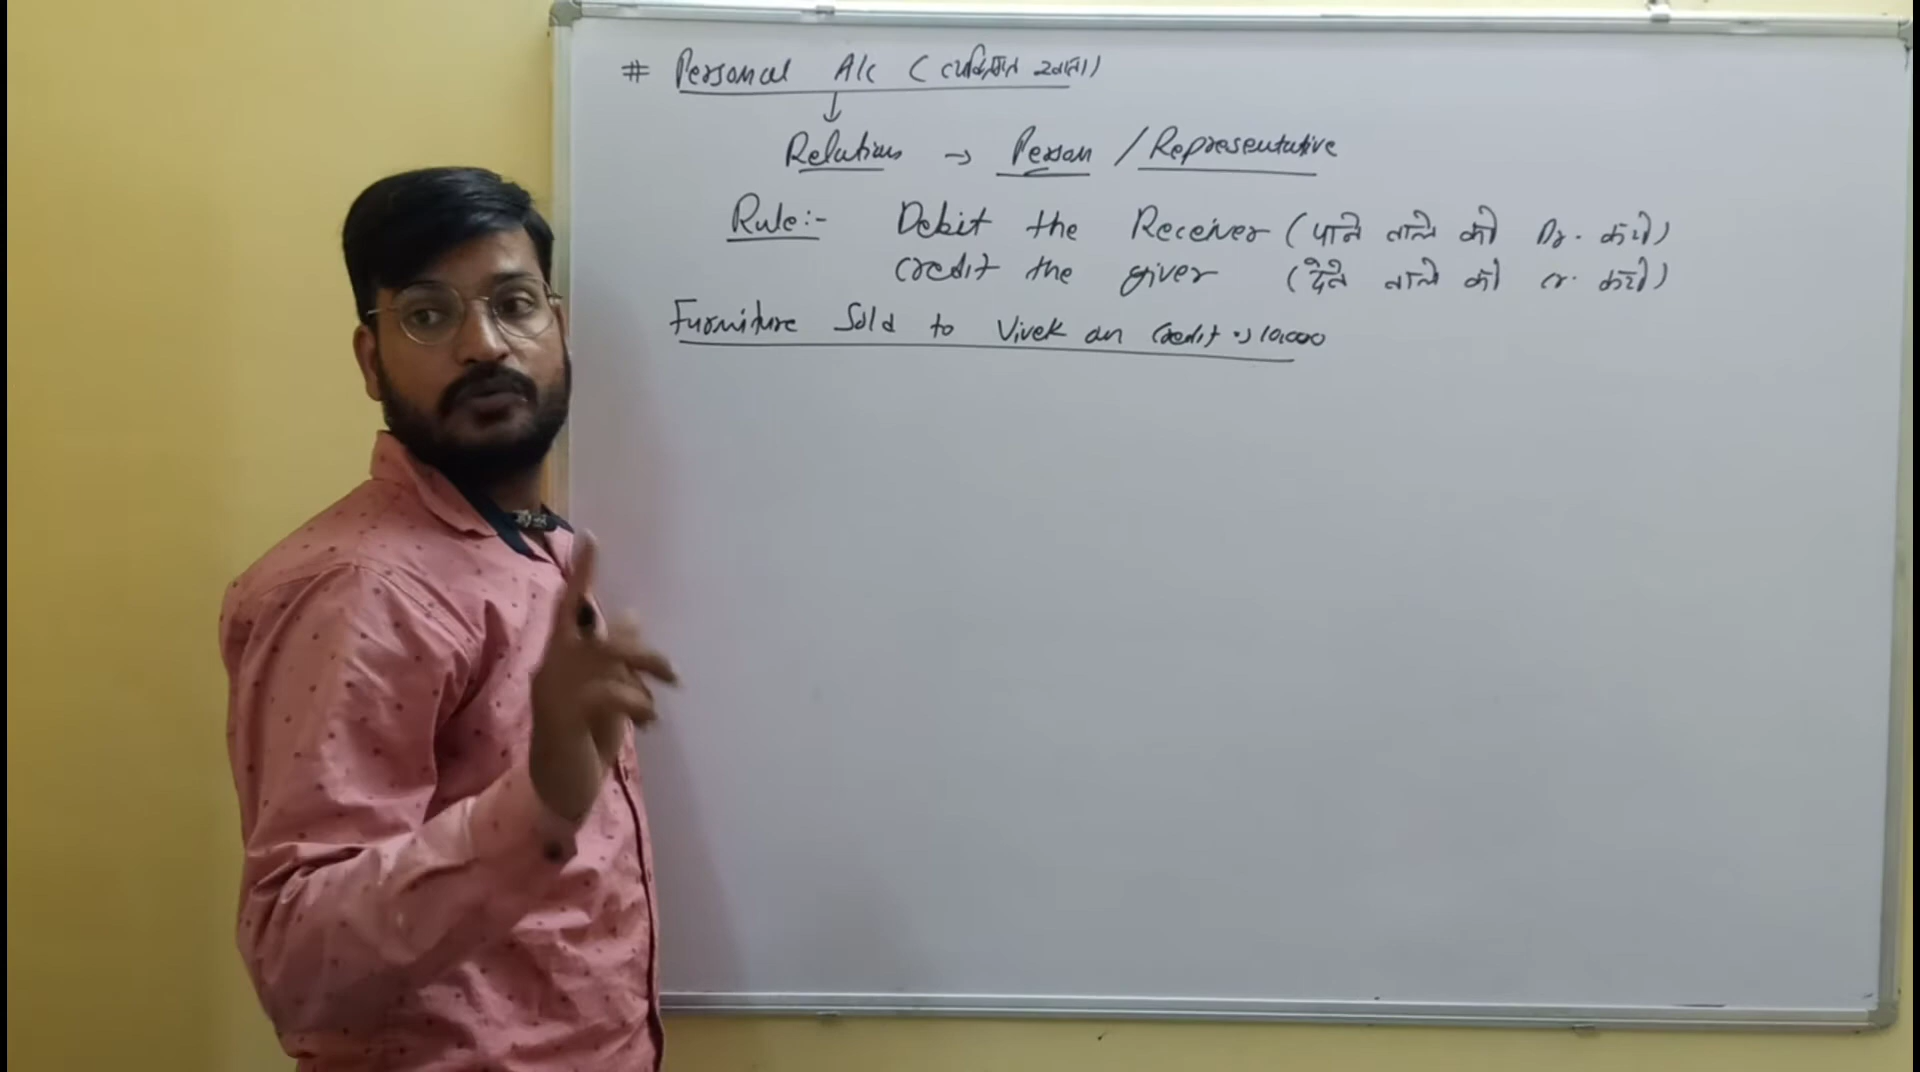 # Personal A/c (व्यक्तिगत खाता)
↓
Relation → Person / Representative
Rule:- Debit the Receiver (पाने वाले को Dr. करो)
credit the giver (देने वाले को cr. करो)
Furniture Sold to Vivek on Credit 10,000